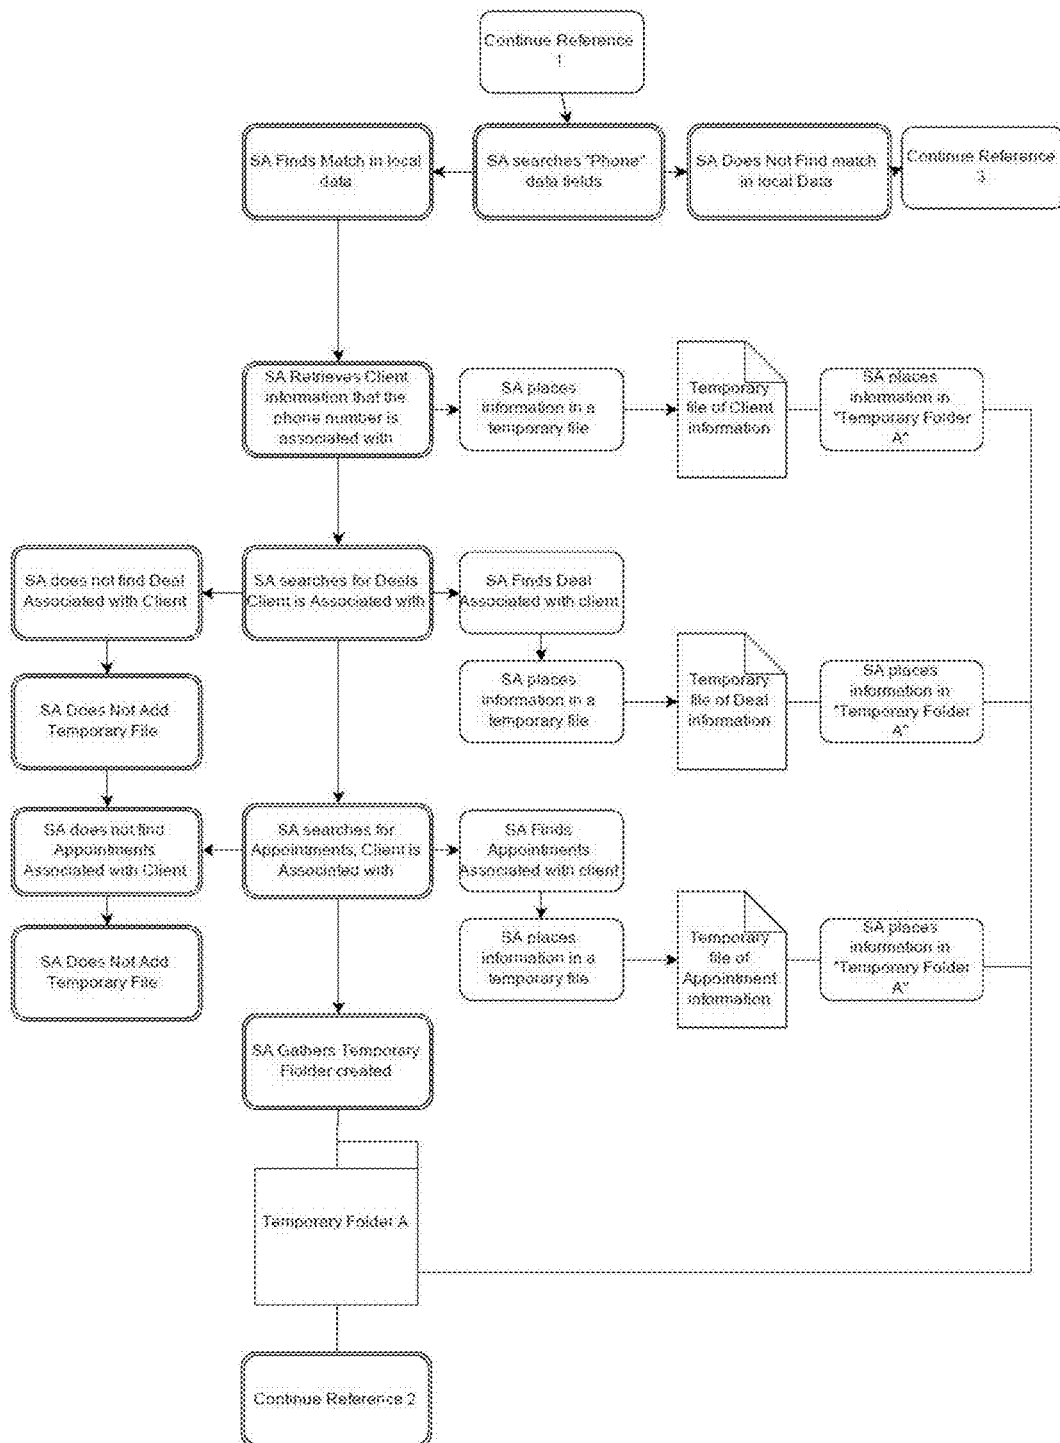 Continue Reference
1
SA Finds Match in local
data
SA searches "Phone"
data fields
SA Does Not Find match
in local Data
Continue Reference
3
SA Retrieves Client
information that the
phone number is
associated with
SA places
information in a
temporary file
Temporary
file of Client
information
SA places
information in
"Temporary Folder
A"
SA does not find Deal
Associated with Client
SA searches for Deals
Client is Associated with
SA Finds Deal
Associated with client
SA Does Not Add
Temporary File
SA places
information in a
temporary file
Temporary
file of Deal
information
SA places
information in
"Temporary Folder
A"
SA does not find
Appointments
Associated with Client
SA searches for
Appointments, Client is
Associated with
SA Finds
Appointments
Associated with client
SA Does Not Add
Temporary File
SA places
information in a
temporary file
Temporary
file of
Appointment
information
SA places
information in
"Temporary Folder
A"
SA Gathers Temporary
Flolder created
Temporary Folder A
Continue Reference 2